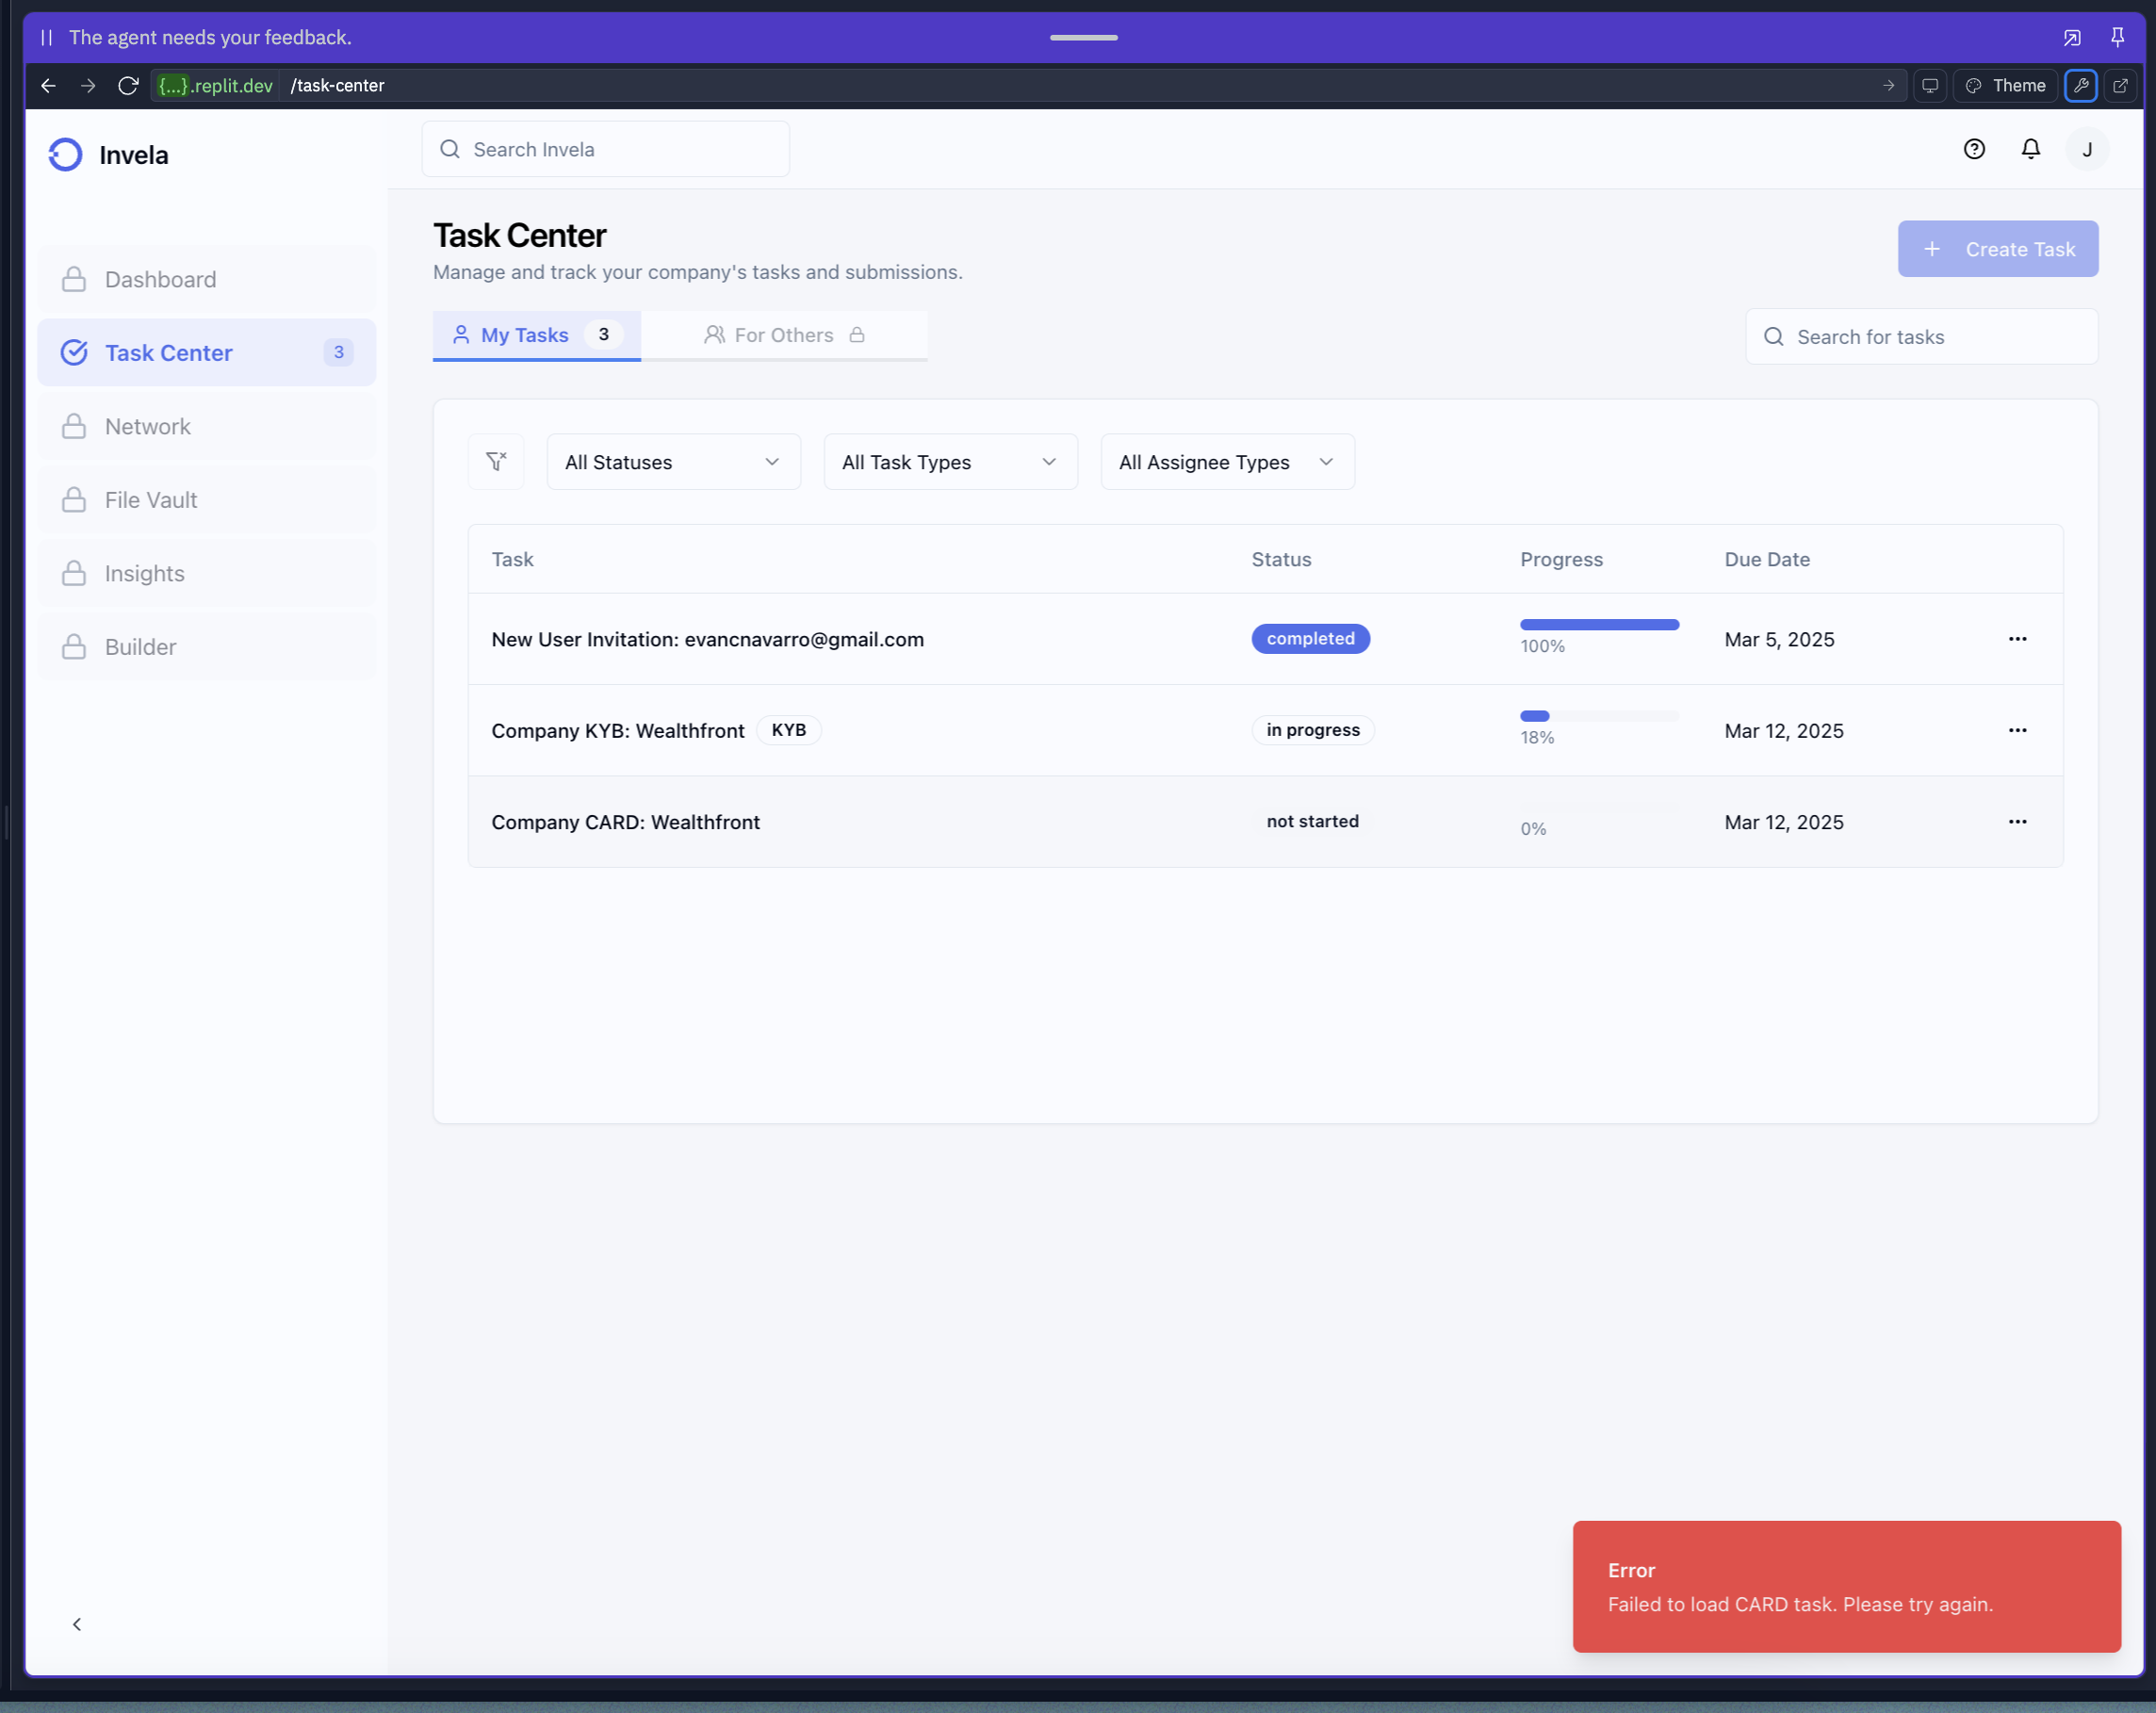 The agent needs your feedback.
{...}.replit.dev /task-center
Theme
Invela
Search Invela
J
Dashboard
Task Center 3
Network
File Vault
Insights
Builder
Task Center
Manage and track your company's tasks and submissions.
+ Create Task
My Tasks 3
For Others
Search for tasks
All Statuses
All Task Types
All Assignee Types
Task Status Progress Due Date
New User Invitation: evancnavarro@gmail.com completed 100% Mar 5, 2025
Company KYB: Wealthfront KYB in progress 18% Mar 12, 2025
Company CARD: Wealthfront not started 0% Mar 12, 2025
Error
Failed to load CARD task. Please try again.